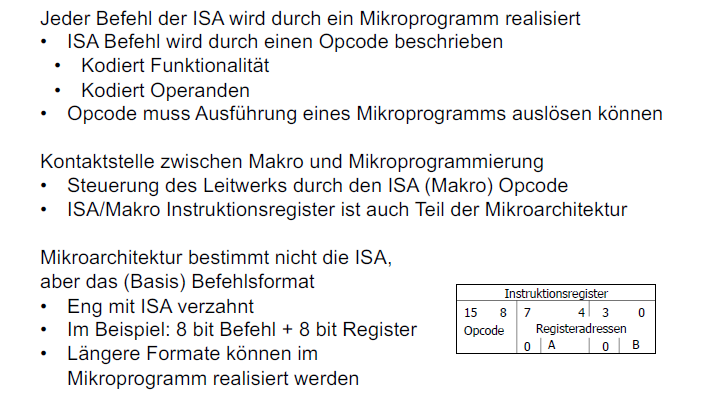 Jeder Befehl der ISA wird durch ein Mikroprogramm realisiert
• ISA Befehl wird durch einen Opcode beschrieben
• Kodiert Funktionalität
• Kodiert Operanden
• Opcode muss Ausführung eines Mikroprogramms auslösen können
Kontaktstelle zwischen Makro und Mikroprogrammierung
• Steuerung des Leitwerks durch den ISA (Makro) Opcode
• ISA/Makro Instruktionsregister ist auch Teil der Mikroarchitektur
Mikroarchitektur bestimmt nicht die ISA,
aber das (Basis) Befehlsformat
• Eng mit ISA verzahnt
• Im Beispiel: 8 bit Befehl + 8 bit Register
• Längere Formate können im
Mikroprogramm realisiert werden
Instruktionsregister
15 8 7 4 3 0
Opcode Registeradressen
0 A 0 B